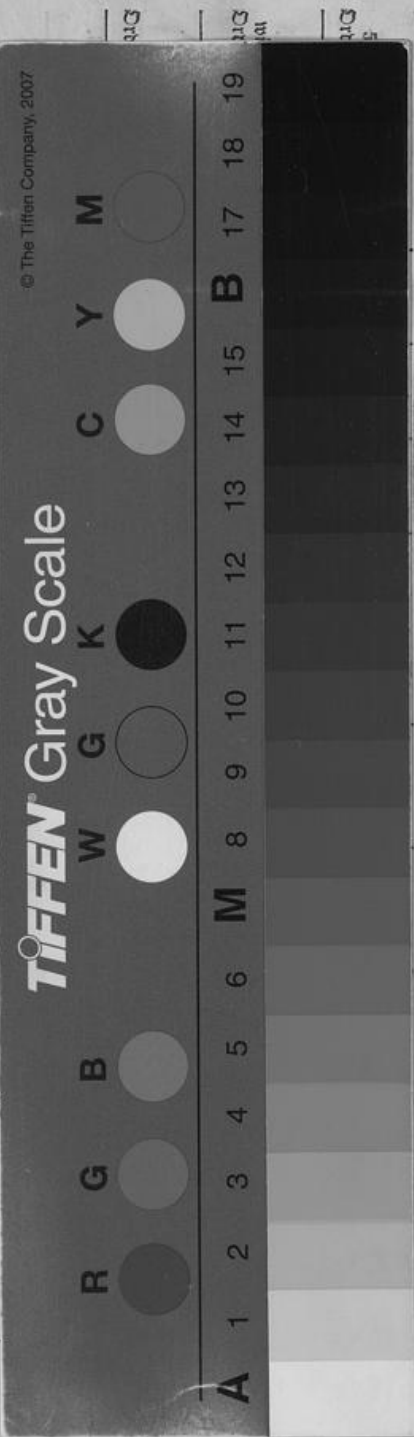 © The Tiffen Company, 2007
TIFFEN® Gray Scale
R G B W G K C Y M
A 1 2 3 4 5 6 M 8 9 10 11 12 13 14 15 B 17 18 19